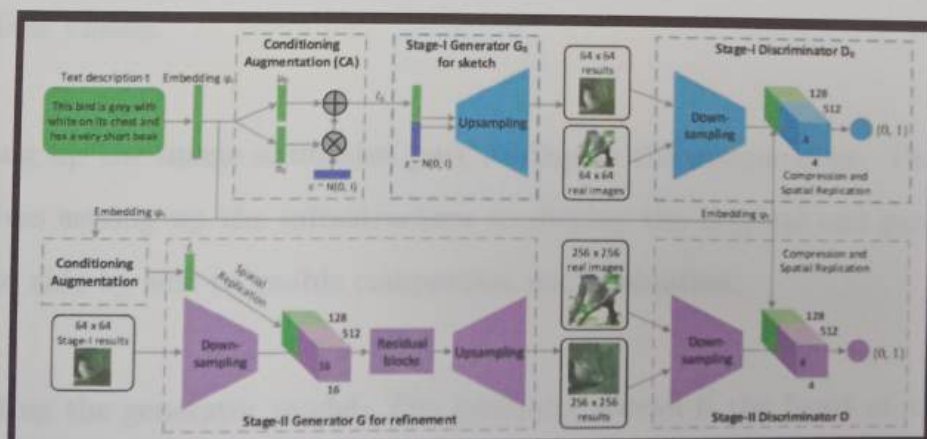 Text description t
This bird is grey with
white on its chest and
has a very short beak
Embedding φt
Conditioning
Augmentation (CA)
μ0
σ0
ε ~ N(0, I)
ĉ0
Stage-I Generator G0
for sketch
z ~ N(0, I)
Upsampling
64 x 64
results
64 x 64
real images
Stage-I Discriminator D0
Down-
sampling
128
512
4
4
{0, 1}
Compression and
Spatial Replication
Embedding φt
Embedding φt
Conditioning
Augmentation
64 x 64
Stage-I results
ĉ
Spatial
Replication
Down-
sampling
128
512
16
16
Residual
blocks
Upsampling
Stage-II Generator G for refinement
256 x 256
real images
256 x 256
results
Compression and
Spatial Replication
Down-
sampling
128
512
4
4
{0, 1}
Stage-II Discriminator D